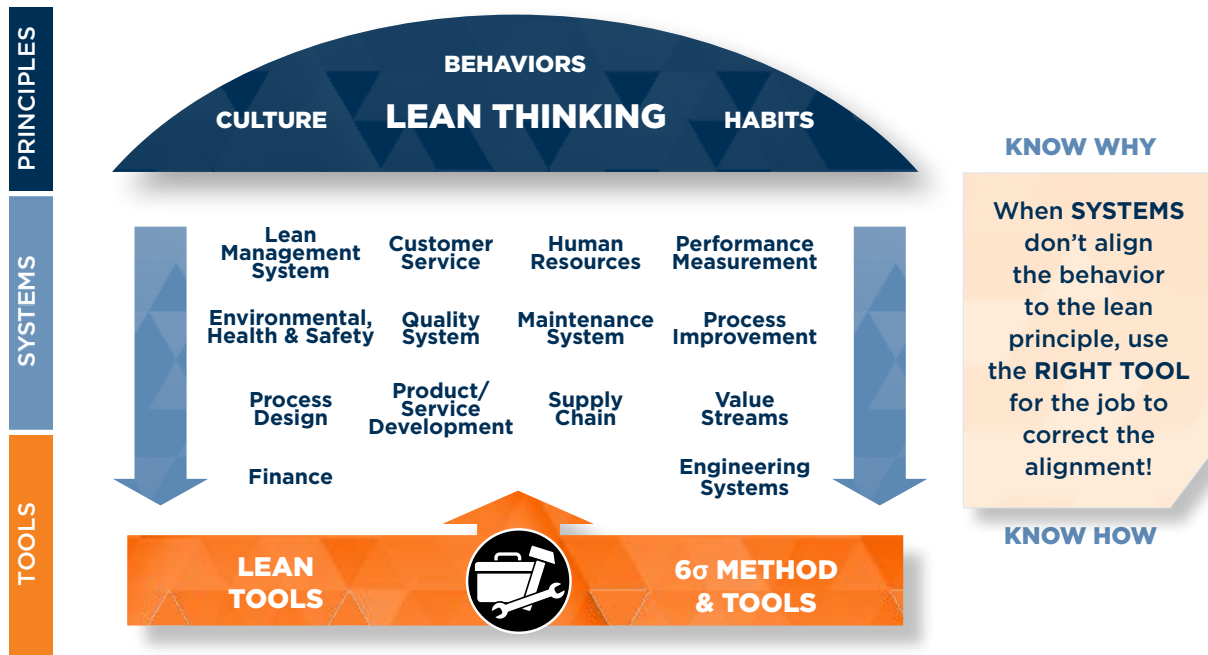 PRINCIPLES
BEHAVIORS
CULTURE
LEAN THINKING
HABITS
SYSTEMS
Lean
Management
System
Customer
Service
Human
Resources
Performance
Measurement
Environmental,
Health & Safety
Quality
System
Maintenance
System
Process
Improvement
Process
Design
Product/
Service
Development
Supply
Chain
Value
Streams
Finance
Engineering
Systems
TOOLS
LEAN
TOOLS
6σ METHOD
& TOOLS
KNOW WHY
When SYSTEMS
don’t align
the behavior
to the lean
principle, use
the RIGHT TOOL
for the job to
correct the
alignment!
KNOW HOW